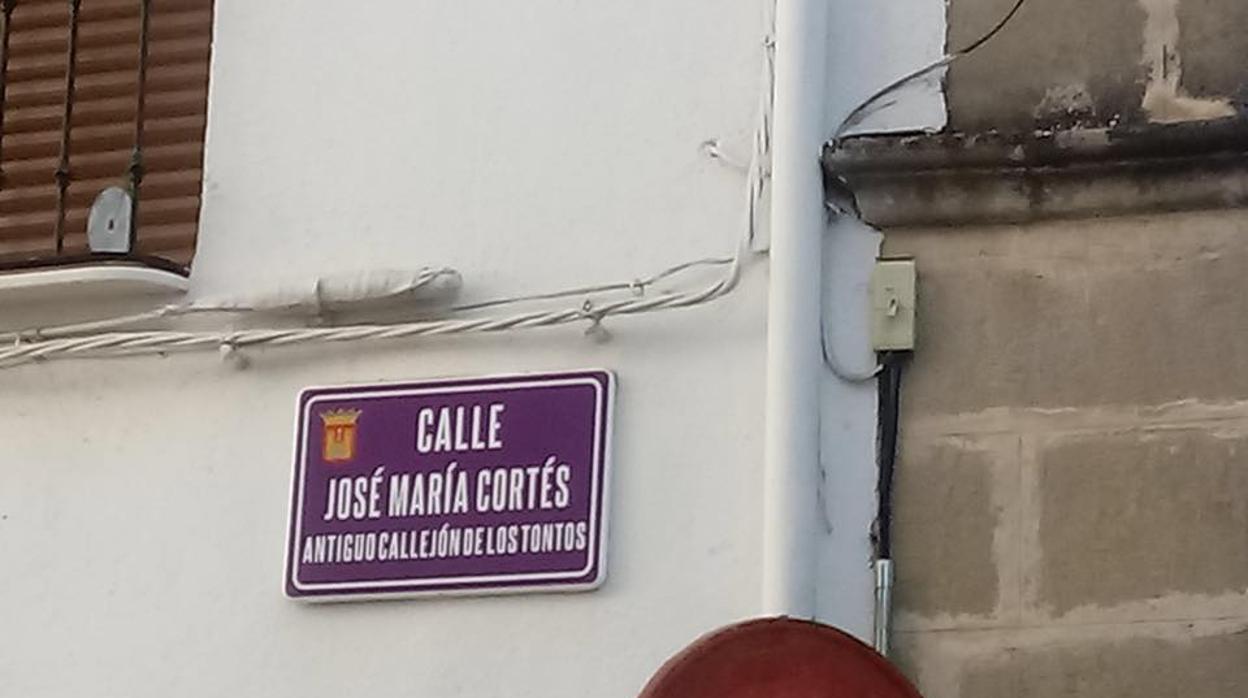 CALLE
JOSÉ MARÍA CORTÉS
ANTIGUO CALLEJÓN DE LOS TONTOS